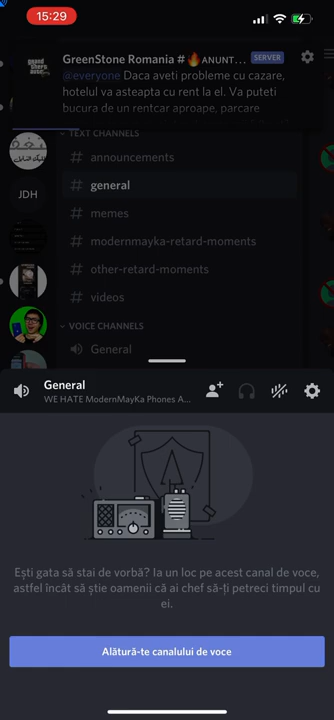 15:29
GreenStone Romania # 🔥ANUNT...
SERVER
@everyone Daca aveti probleme cu cazare,
hotelul va asteapta cu rent la el. Va puteti
bucura de un rentcar aproape, parcare
TEXT CHANNELS
# announcements
# general
JDH
# memes
# modernmayka-retard-moments
# other-retard-moments
# videos
VOICE CHANNELS
General
General
WE HATE ModernMayKa Phones A...
Ești gata să stai de vorbă? Ia un loc pe acest canal de voce,
astfel încât să știe oamenii că ai chef să-ți petreci timpul cu
ei.
Alătură-te canalului de voce